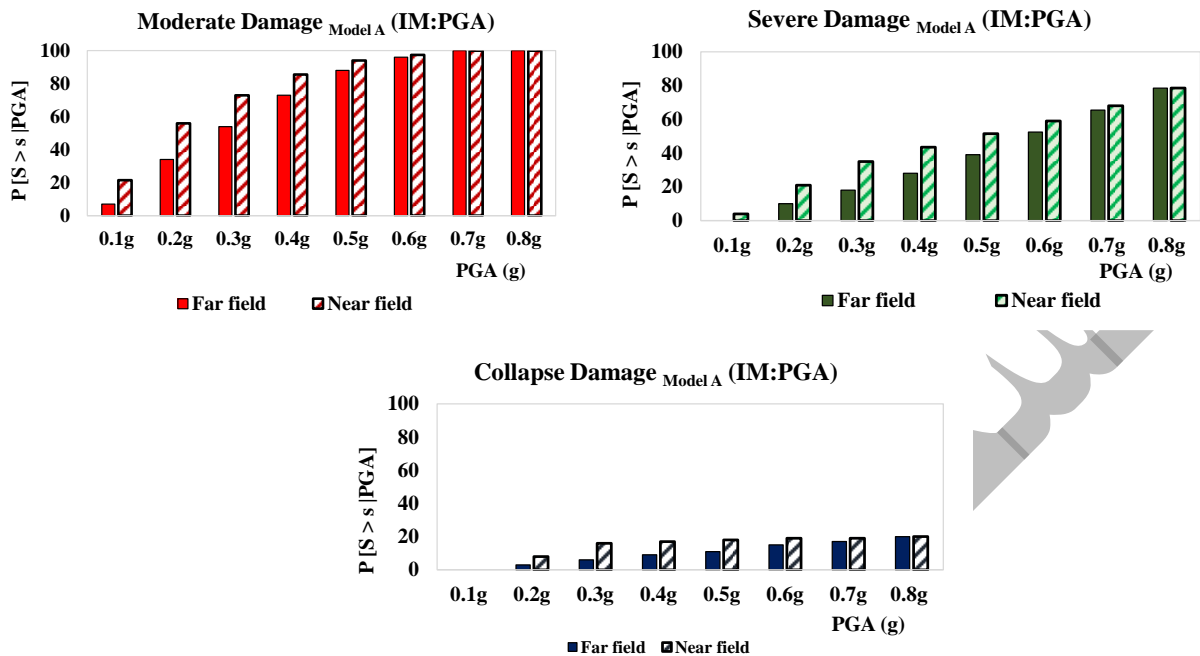 Moderate Damage Model A (IM:PGA)
P [S > s |PGA]
100
80
60
40
20
0
0.1g 0.2g 0.3g 0.4g 0.5g 0.6g 0.7g 0.8g
PGA (g)
Far field Near field
Severe Damage Model A (IM:PGA)
P [S > s |PGA]
100
80
60
40
20
0
0.1g 0.2g 0.3g 0.4g 0.5g 0.6g 0.7g 0.8g
PGA (g)
Far field Near field
Collapse Damage Model A (IM:PGA)
P [S > s |PGA]
100
80
60
40
20
0
0.1g 0.2g 0.3g 0.4g 0.5g 0.6g 0.7g 0.8g
PGA (g)
Far field Near field